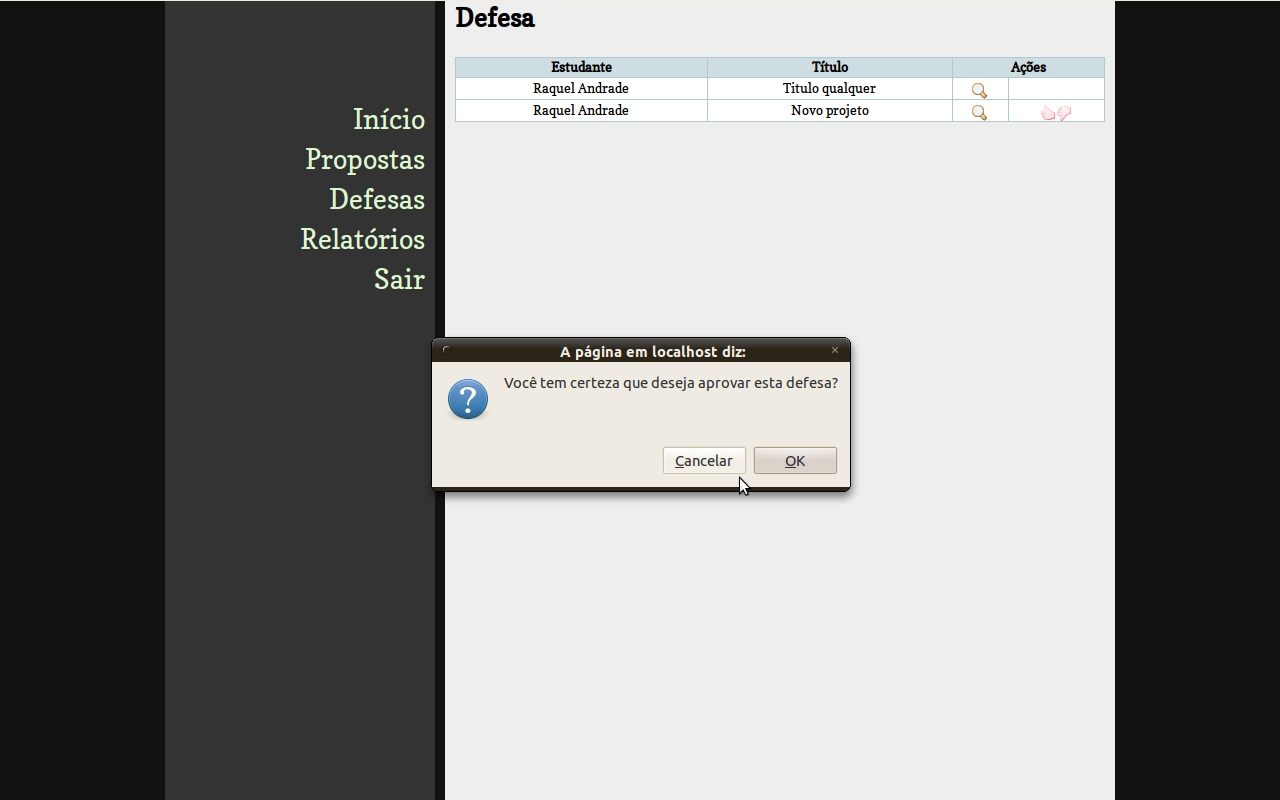 Defesa
Início
Propostas
Defesas
Relatórios
Sair
Estudante Título Ações
Raquel Andrade Titulo qualquer
Raquel Andrade Novo projeto
A página em localhost diz:
Você tem certeza que deseja aprovar esta defesa?
Cancelar OK